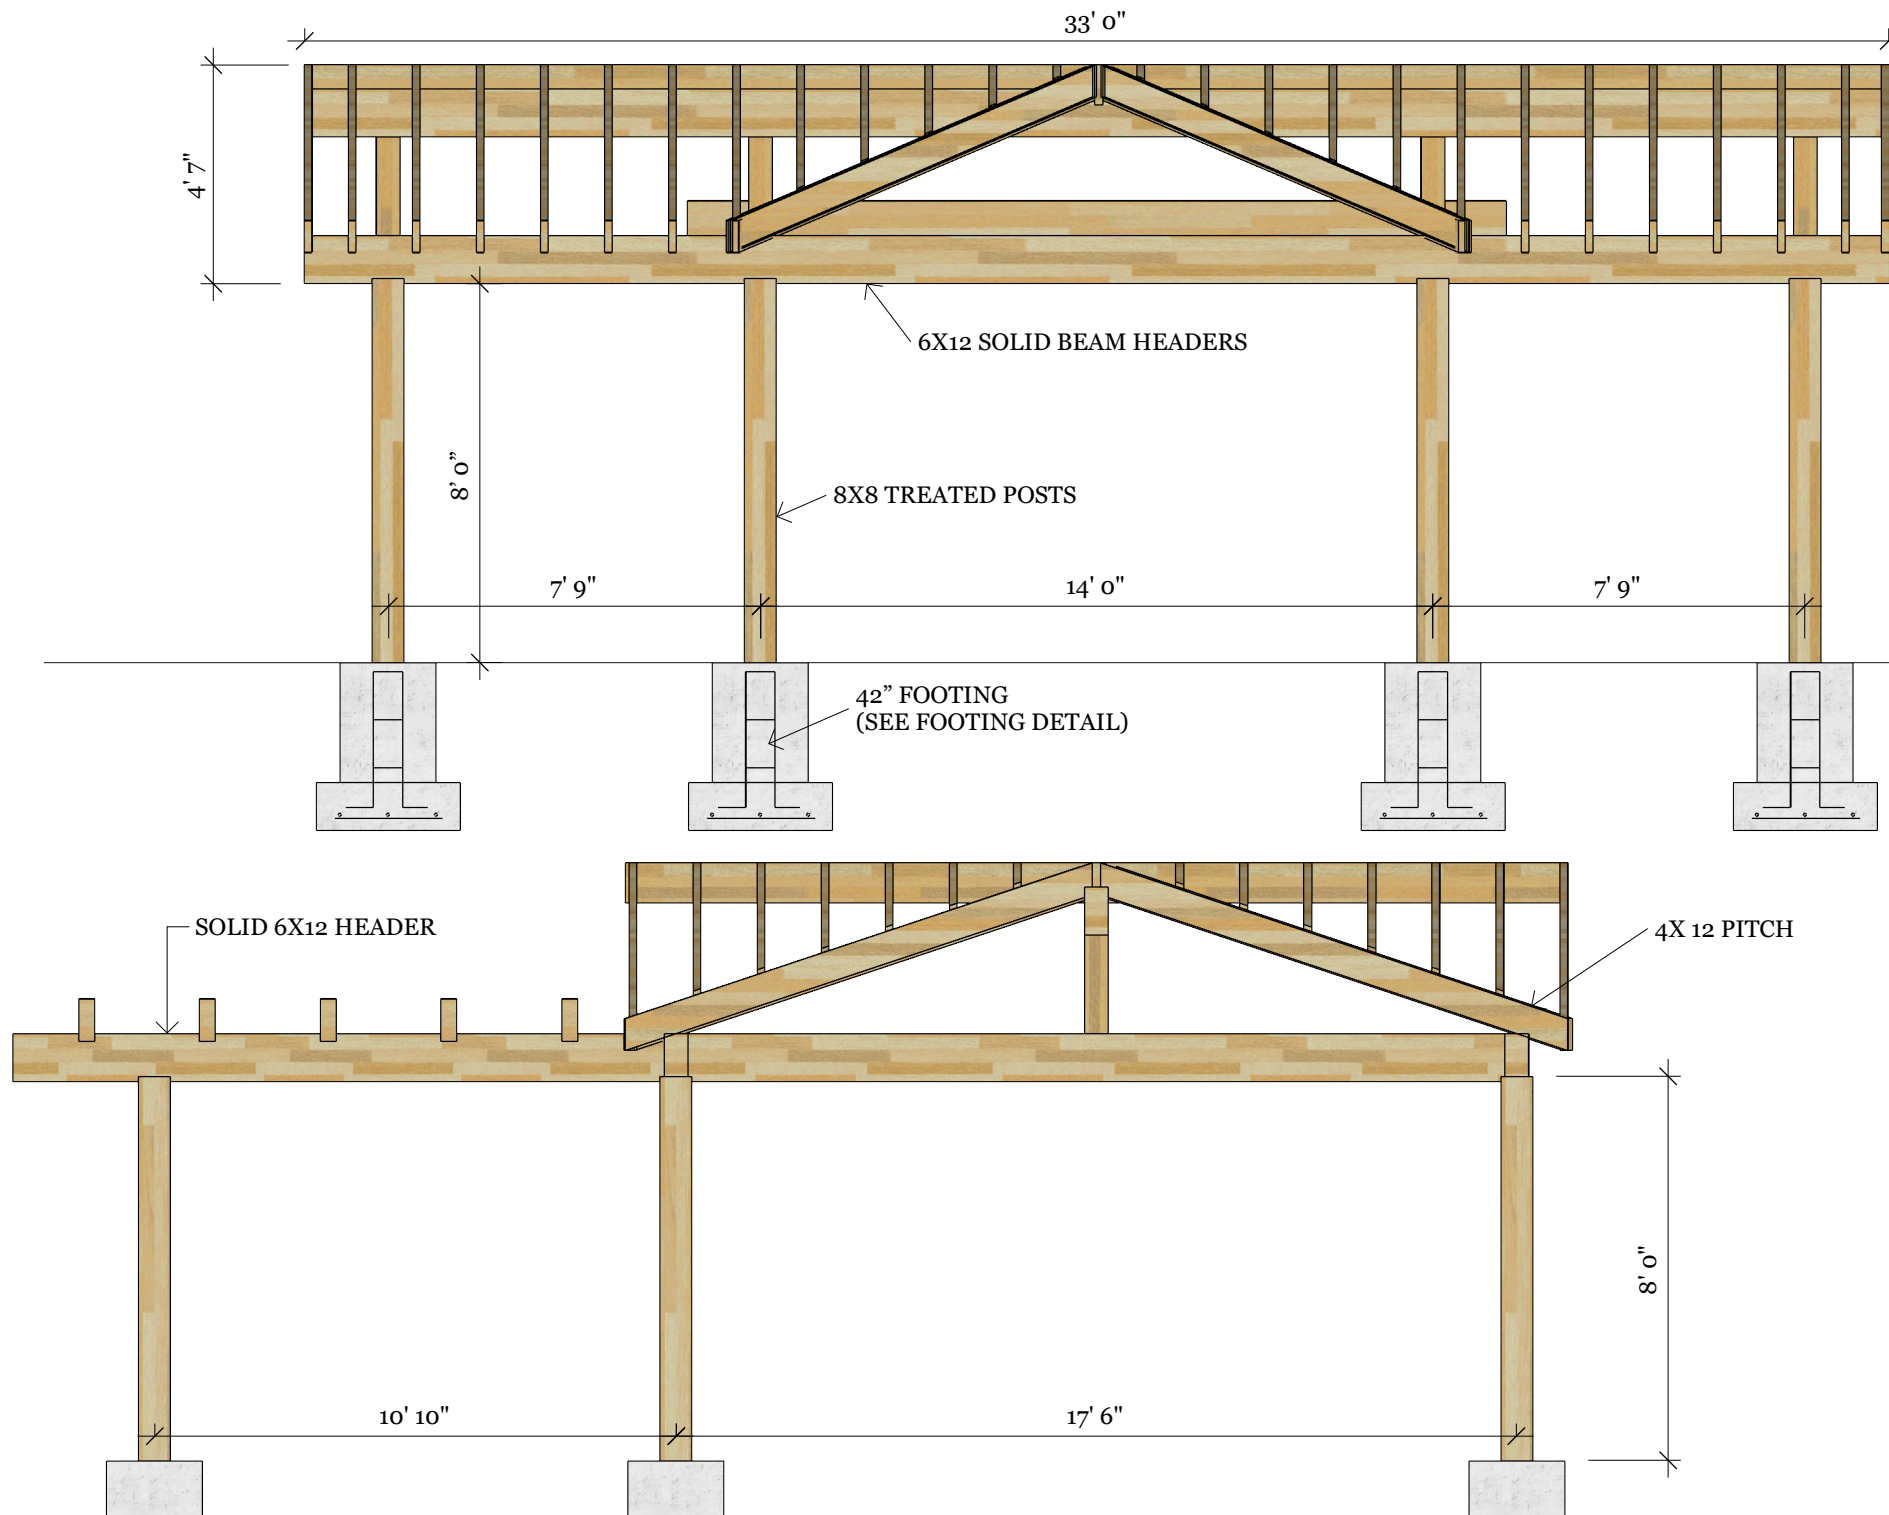 33' 0"
4' 7"
6X12 SOLID BEAM HEADERS
8' 0”
8X8 TREATED POSTS
7' 9"
14' 0"
7' 9"
42” FOOTING
(SEE FOOTING DETAIL)
SOLID 6X12 HEADER
4X 12 PITCH
8' 0"
10' 10"
17' 6"